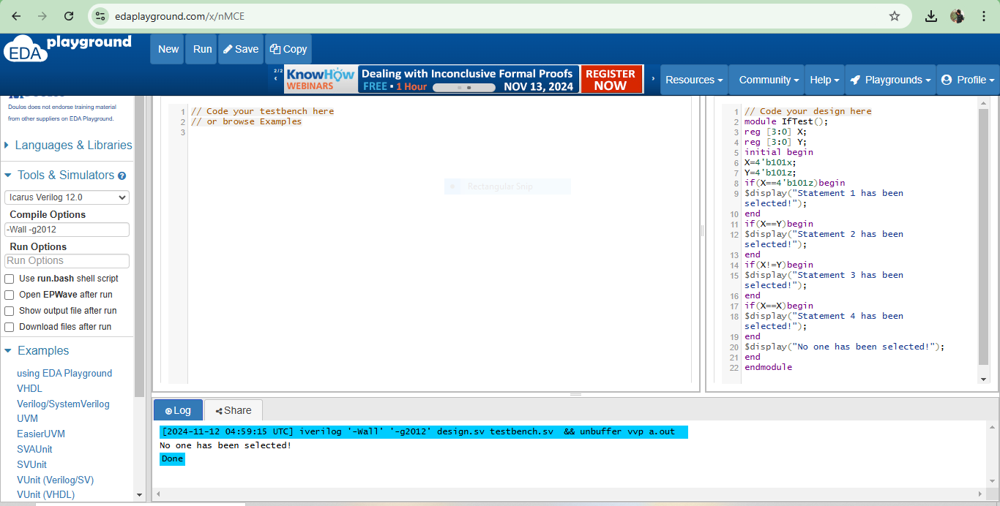 edaplayground.com/x/nMCE
EDA playground
New
Run
Save
Copy
2/2
KnowHow
WEBINARS
Dealing with Inconclusive Formal Proofs
FREE • 1 Hour
NOV 13, 2024
REGISTER
NOW
Resources
Community
Help
Playgrounds
Profile
Doulos does not endorse training material
from other suppliers on EDA Playground.
Languages & Libraries
Tools & Simulators
Icarus Verilog 12.0
Compile Options
-Wall -g2012
Run Options
Run Options
Use run.bash shell script
Open EPWave after run
Show output file after run
Download files after run
Examples
using EDA Playground
VHDL
Verilog/SystemVerilog
UVM
EasierUVM
SVAUnit
SVUnit
VUnit (Verilog/SV)
VUnit (VHDL)
1 // Code your testbench here
2 // or browse Examples
3
Rectangular Snip
1 // Code your design here
2 module IfTest();
3 reg [3:0] X;
4 reg [3:0] Y;
5 initial begin
6 X=4'b101x;
7 Y=4'b101z;
8 if(X==4'b101z)begin
9 $display("Statement 1 has been
selected!");
10 end
11 if(X==Y)begin
12 $display("Statement 2 has been
selected!");
13 end
14 if(X!=Y)begin
15 $display("Statement 3 has been
selected!");
16 end
17 if(X==X)begin
18 $display("Statement 4 has been
selected!");
19 end
20 $display("No one has been selected!");
21 end
22 endmodule
Log
Share
[2024-11-12 04:59:15 UTC] iverilog '-Wall' '-g2012' design.sv testbench.sv && unbuffer vvp a.out
No one has been selected!
Done